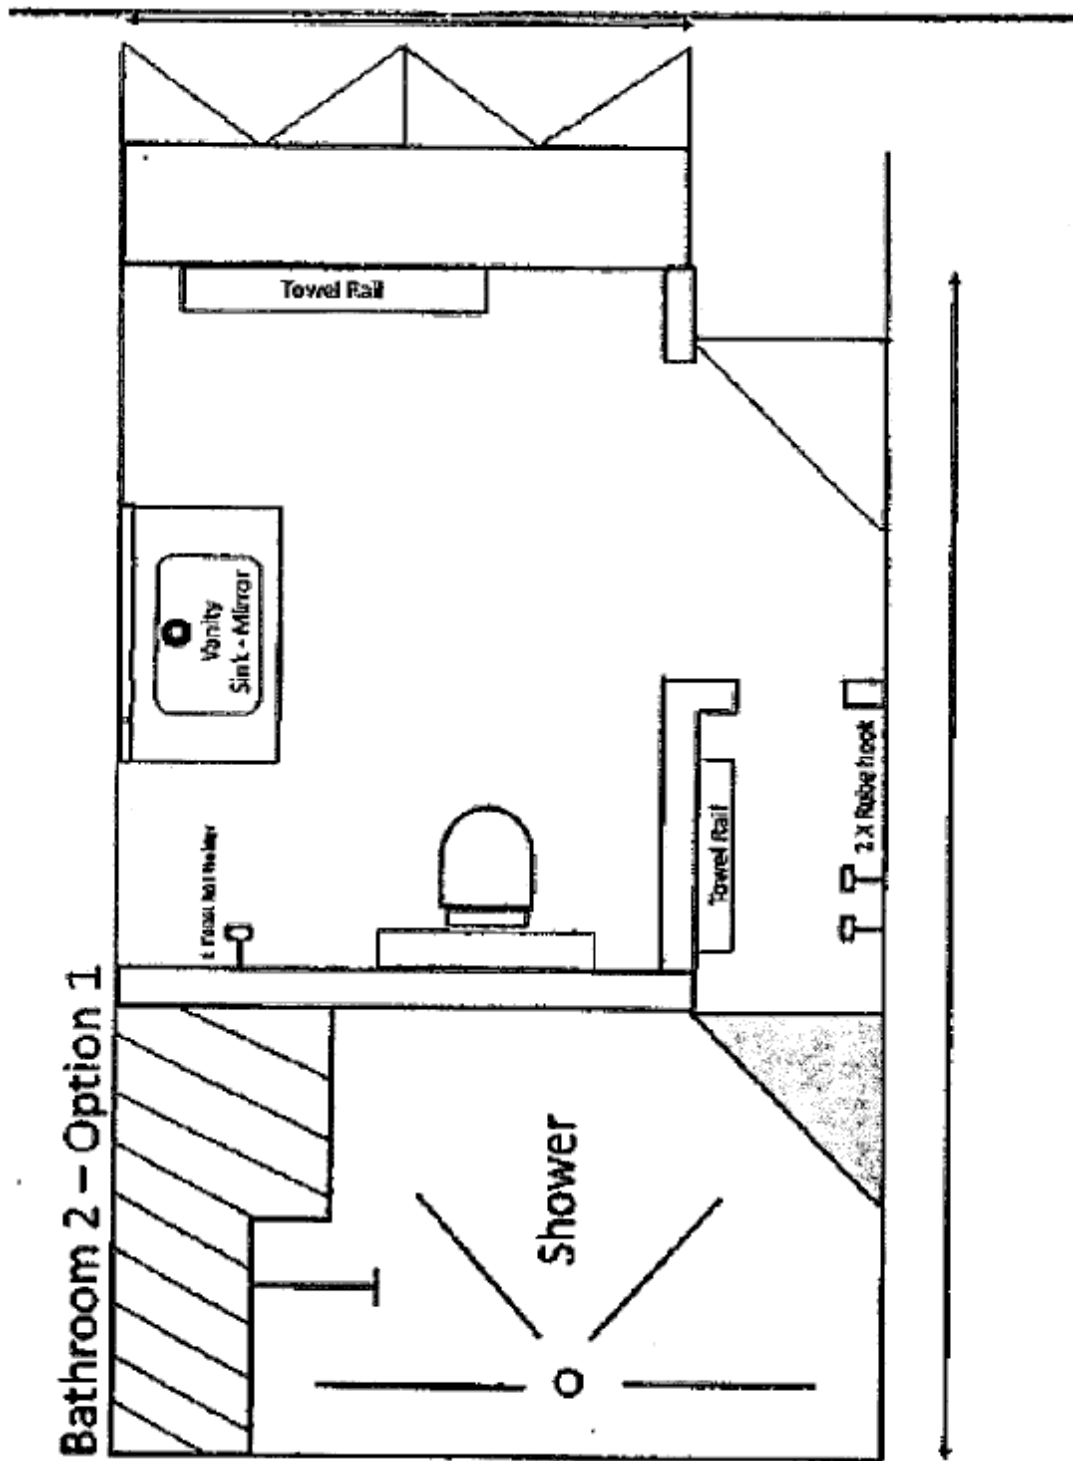 Bathroom 2 – Option 1
Towel Rail
Vanity
Sink + Mirror
Towel Rail
2 X Robe hook
Shower